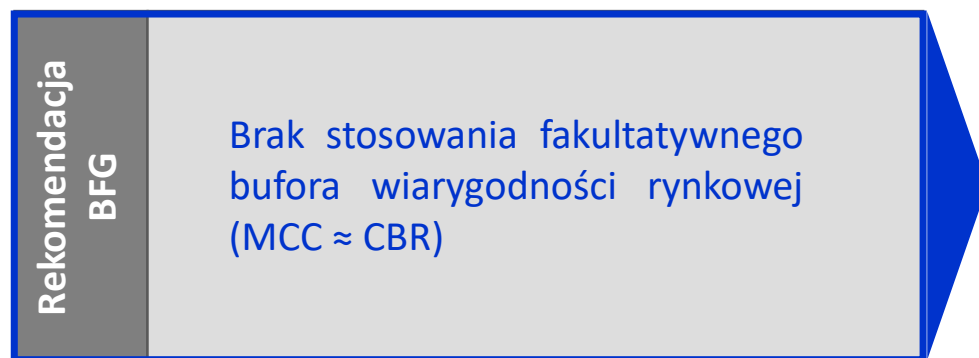 Rekomendacja
BFG
Brak stosowania fakultatywnego
bufora wiarygodności rynkowej
(MCC ≈ CBR)